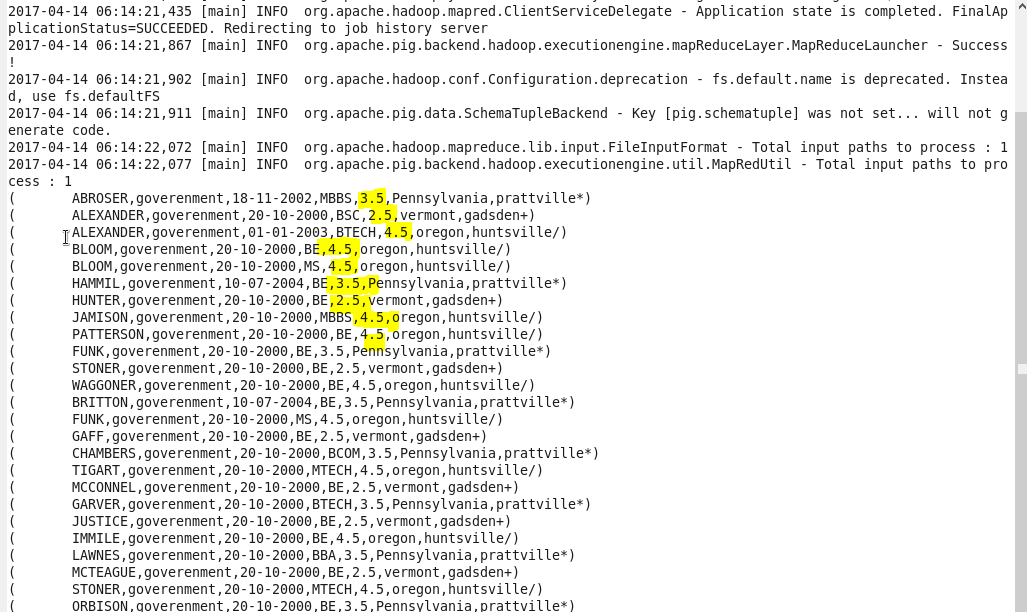 2017-04-14 06:14:21,435 [main] INFO  org.apache.hadoop.mapred.ClientServiceDelegate - Application state is completed. FinalAp
plicationStatus=SUCCEEDED. Redirecting to job history server
2017-04-14 06:14:21,867 [main] INFO  org.apache.pig.backend.hadoop.executionengine.mapReduceLayer.MapReduceLauncher - Success
!
2017-04-14 06:14:21,902 [main] INFO  org.apache.hadoop.conf.Configuration.deprecation - fs.default.name is deprecated. Instea
d, use fs.defaultFS
2017-04-14 06:14:21,911 [main] INFO  org.apache.pig.data.SchemaTupleBackend - Key [pig.schematuple] was not set... will not g
enerate code.
2017-04-14 06:14:22,072 [main] INFO  org.apache.hadoop.mapreduce.lib.input.FileInputFormat - Total input paths to process : 1
2017-04-14 06:14:22,077 [main] INFO  org.apache.pig.backend.hadoop.executionengine.util.MapRedUtil - Total input paths to pro
cess : 1
(       ABROSER,goverenment,18-11-2002,MBBS,3.5,Pennsylvania,prattville*)
(       ALEXANDER,goverenment,20-10-2000,BSC,2.5,vermont,gadsden+)
(       ALEXANDER,goverenment,01-01-2003,BTECH,4.5,oregon,huntsville/)
(       BLOOM,goverenment,20-10-2000,BE,4.5,oregon,huntsville/)
(       BLOOM,goverenment,20-10-2000,MS,4.5,oregon,huntsville/)
(       HAMMIL,goverenment,10-07-2004,BE,3.5,Pennsylvania,prattville*)
(       HUNTER,goverenment,20-10-2000,BE,2.5,vermont,gadsden+)
(       JAMISON,goverenment,20-10-2000,MBBS,4.5,oregon,huntsville/)
(       PATTERSON,goverenment,20-10-2000,BE,4.5,oregon,huntsville/)
(       FUNK,goverenment,20-10-2000,BE,3.5,Pennsylvania,prattville*)
(       STONER,goverenment,20-10-2000,BE,2.5,vermont,gadsden+)
(       WAGGONER,goverenment,20-10-2000,BE,4.5,oregon,huntsville/)
(       BRITTON,goverenment,10-07-2004,BE,3.5,Pennsylvania,prattville*)
(       FUNK,goverenment,20-10-2000,MS,4.5,oregon,huntsville/)
(       GAFF,goverenment,20-10-2000,BE,2.5,vermont,gadsden+)
(       CHAMBERS,goverenment,20-10-2000,BCOM,3.5,Pennsylvania,prattville*)
(       TIGART,goverenment,20-10-2000,MTECH,4.5,oregon,huntsville/)
(       MCCONNEL,goverenment,20-10-2000,BE,2.5,vermont,gadsden+)
(       GARVER,goverenment,20-10-2000,BTECH,3.5,Pennsylvania,prattville*)
(       JUSTICE,goverenment,20-10-2000,BE,2.5,vermont,gadsden+)
(       IMMILE,goverenment,20-10-2000,BE,4.5,oregon,huntsville/)
(       LAWNES,goverenment,20-10-2000,BBA,3.5,Pennsylvania,prattville*)
(       MCTEAGUE,goverenment,20-10-2000,BE,2.5,vermont,gadsden+)
(       STONER,goverenment,20-10-2000,MTECH,4.5,oregon,huntsville/)
(       ORBISON,goverenment,20-10-2000,BE,3.5,Pennsylvania,prattville*)